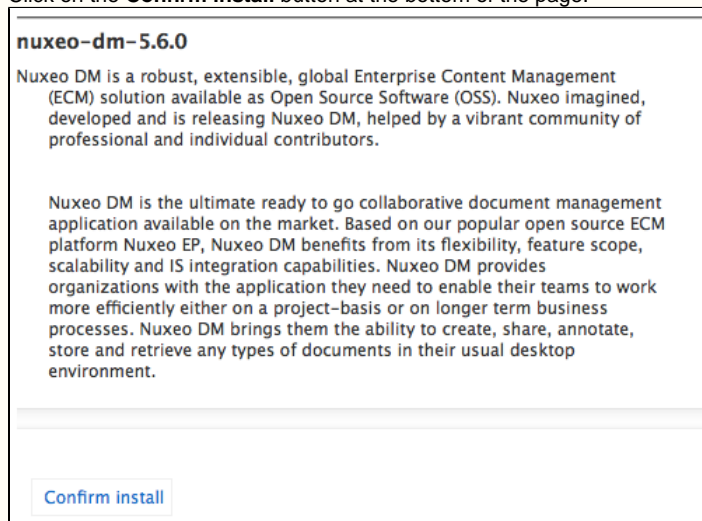 Click on the Confirm install button at the bottom of the page.
nuxeo-dm-5.6.0
Nuxeo DM is a robust, extensible, global Enterprise Content Management
(ECM) solution available as Open Source Software (OSS). Nuxeo imagined,
developed and is releasing Nuxeo DM, helped by a vibrant community of
professional and individual contributors.
Nuxeo DM is the ultimate ready to go collaborative document management
application available on the market. Based on our popular open source ECM
platform Nuxeo EP, Nuxeo DM benefits from its flexibility, feature scope,
scalability and IS integration capabilities. Nuxeo DM provides
organizations with the application they need to enable their teams to work
more efficiently either on a project-basis or on longer term business
processes. Nuxeo DM brings them the ability to create, share, annotate,
store and retrieve any types of documents in their usual desktop
environment.
Confirm install